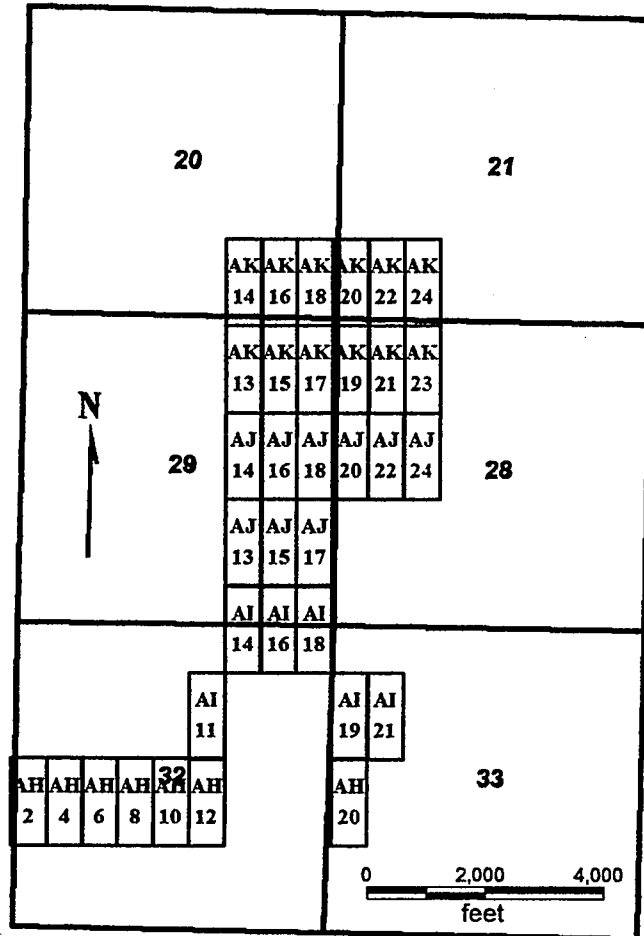 20 21
AK AK AK AK AK AK
14 16 18 20 22 24
AK AK AK AK AK AK
13 15 17 19 21 23
N
AJ AJ AJ AJ AJ AJ
29 14 16 18 20 22 24 28
AJ AJ AJ
13 15 17
AI AI AI
14 16 18
AI AI AI
11 19 21
32 33
AH AH AH AH AH AH AH
2 4 6 8 10 12 20
0 2,000 4,000
feet